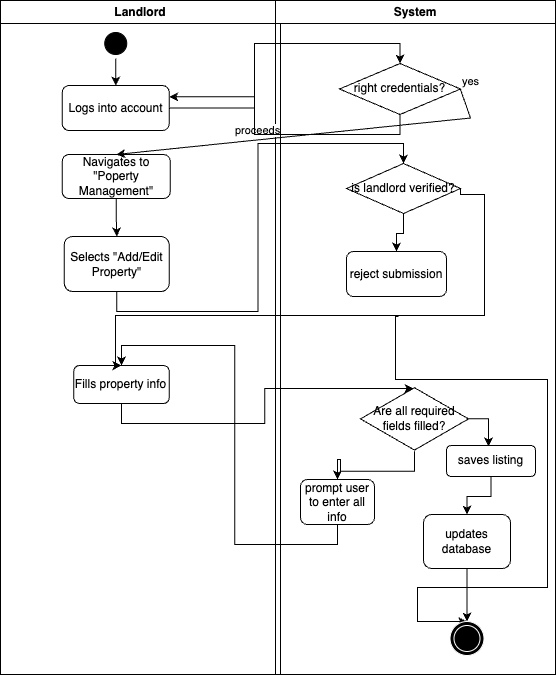 Landlord
System
Logs into account
right credentials?
yes
proceeds
Navigates to
"Poperty
Management"
is landlord verified?
Selects "Add/Edit
Property"
reject submission
Fills property info
Are all required
fields filled?
saves listing
prompt user
to enter all
info
updates
database